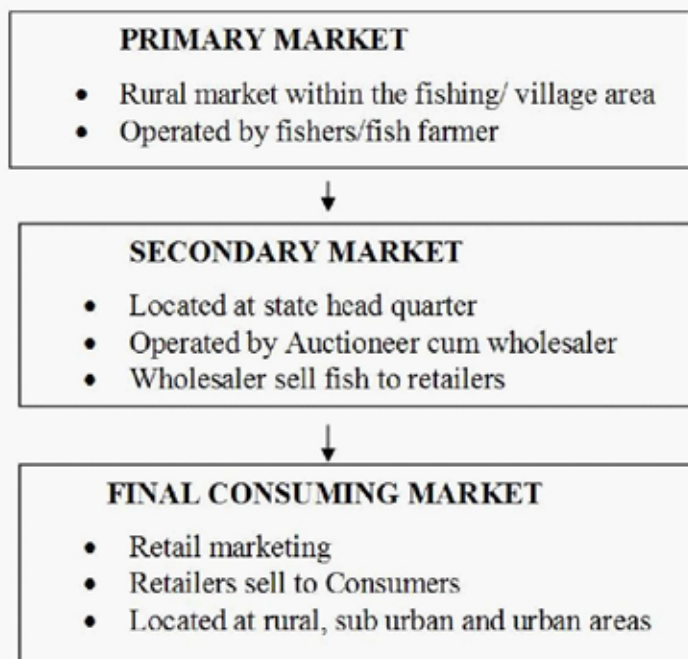 PRIMARY MARKET
• Rural market within the fishing/ village area
• Operated by fishers/fish farmer
SECONDARY MARKET
• Located at state head quarter
• Operated by Auctioneer cum wholesaler
• Wholesaler sell fish to retailers
FINAL CONSUMING MARKET
• Retail marketing
• Retailers sell to Consumers
• Located at rural, sub urban and urban areas